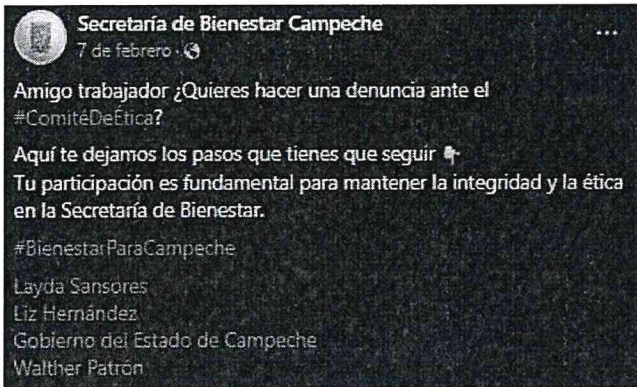 Secretaría de Bienestar Campeche
7 de febrero ·
Amigo trabajador ¿Quieres hacer una denuncia ante el
#ComitéDeEtica?
Aquí te dejamos los pasos que tienes que seguir
Tu participación es fundamental para mantener la integridad y la ética
en la Secretaría de Bienestar.
#BienestarParaCampeche
Layda Sansores
Liz Hernández
Gobierno del Estado de Campeche
Walther Patrón